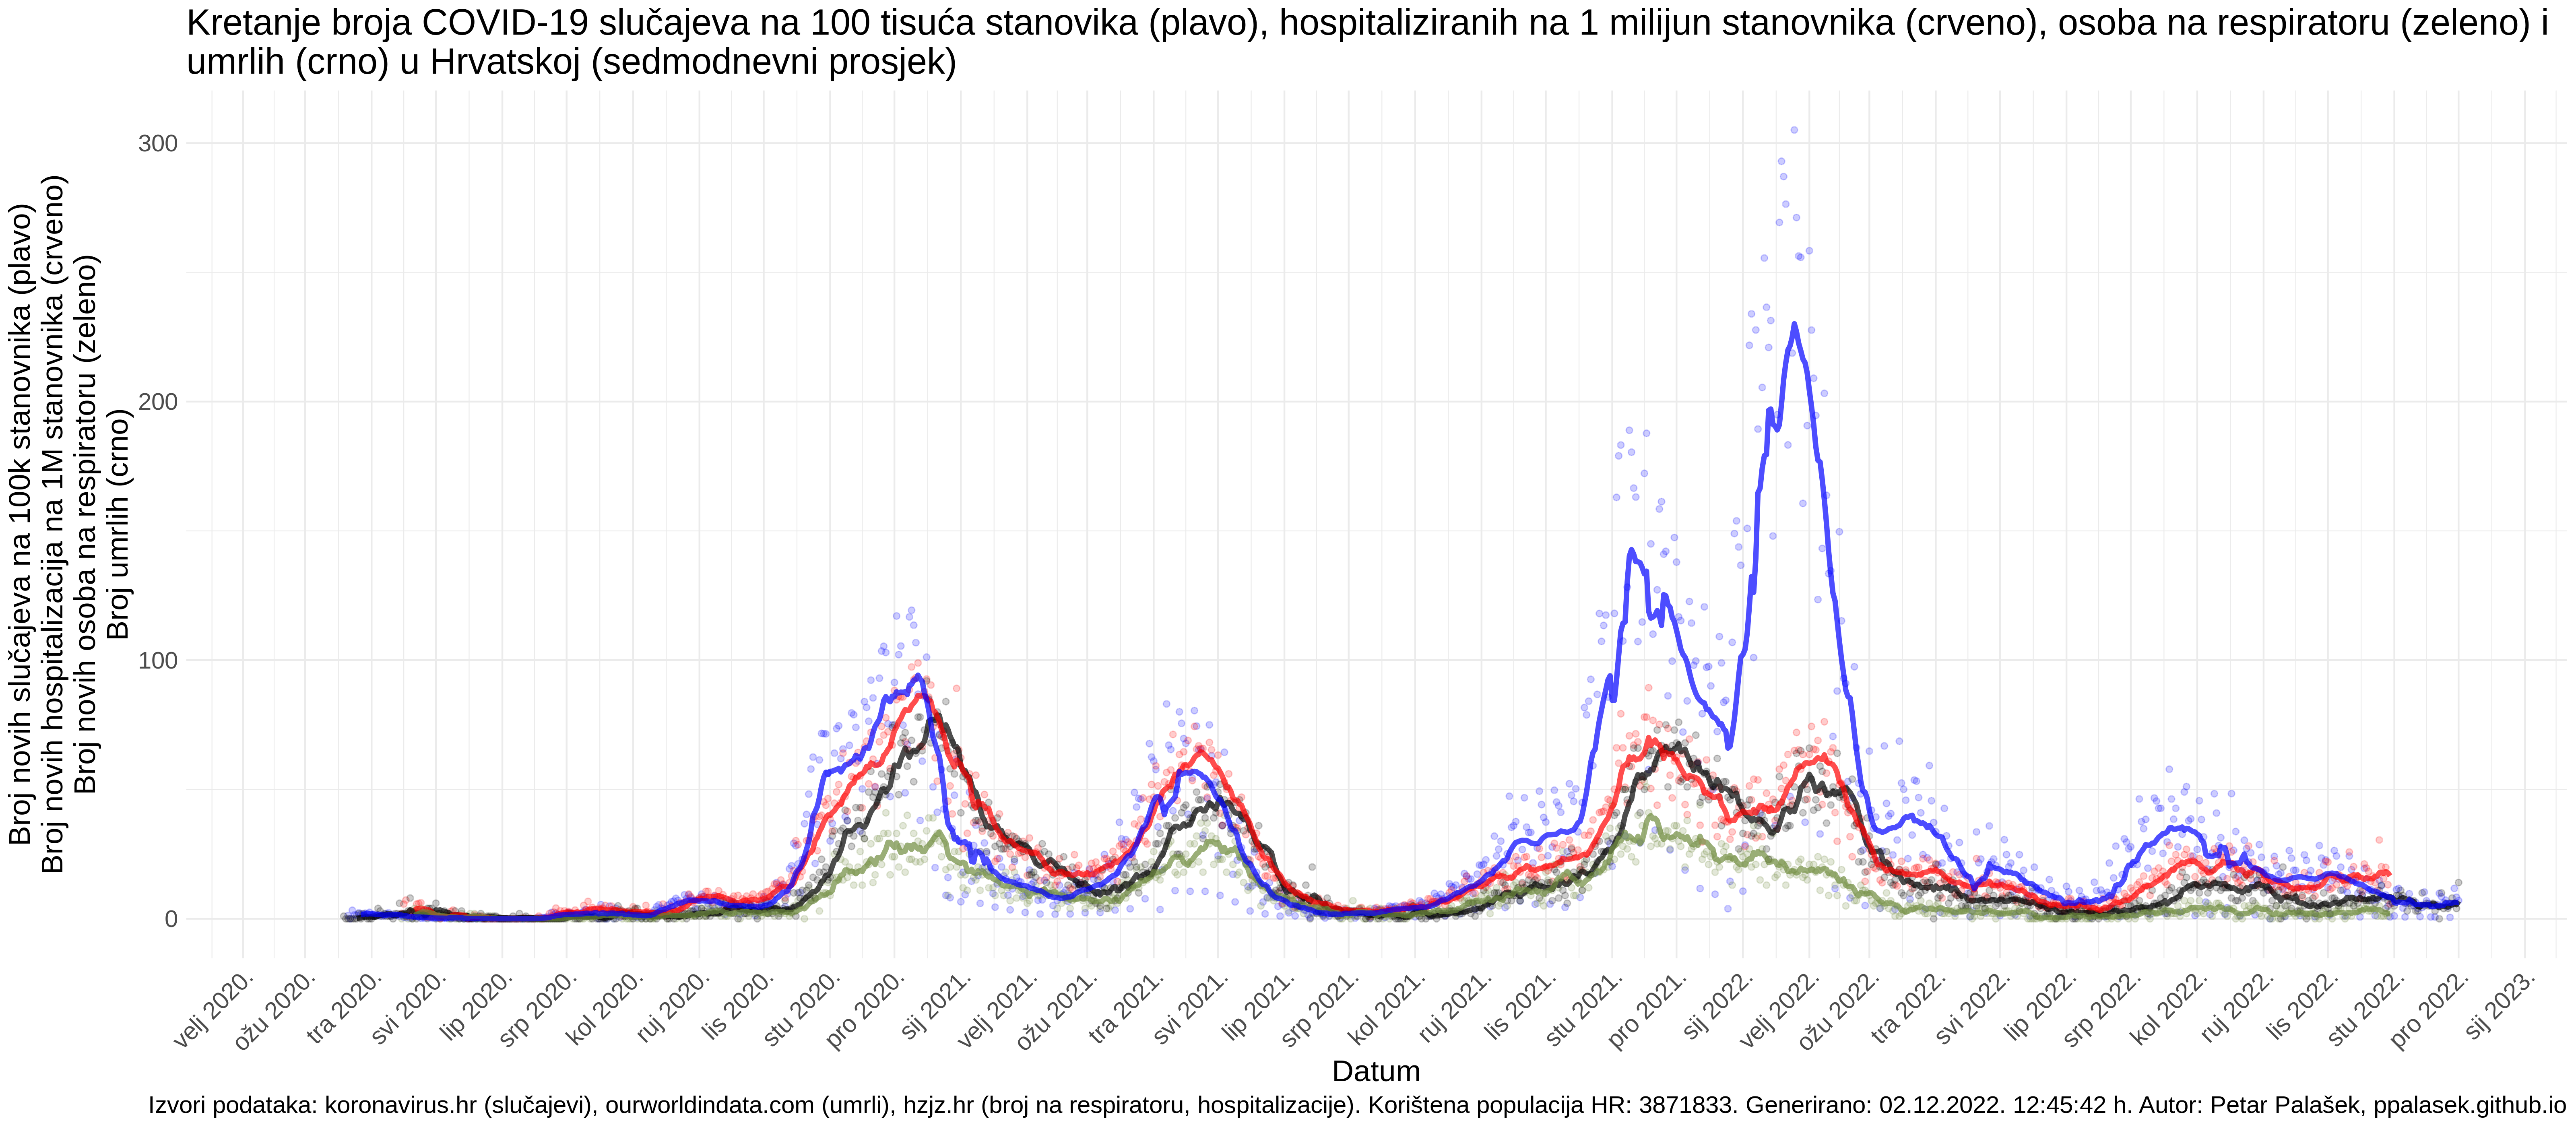 Kretanje broja COVID-19 slučajeva na 100 tisuća stanovika (plavo), hospitaliziranih na 1 milijun stanovnika (crveno), osoba na respiratoru (zeleno) i
umrlih (crno) u Hrvatskoj (sedmodnevni prosjek)
Broj novih slučajeva na 100k stanovnika (plavo)
Broj novih hospitalizacija na 1M stanovnika (crveno)
Broj novih osoba na respiratoru (zeleno)
Broj umrlih (crno)
300
200
100
0
velj 2020.
ožu 2020.
tra 2020.
svi 2020.
lip 2020.
srp 2020.
kol 2020.
ruj 2020.
lis 2020.
stu 2020.
pro 2020.
sij 2021.
velj 2021.
ožu 2021.
tra 2021.
svi 2021.
lip 2021.
srp 2021.
kol 2021.
ruj 2021.
lis 2021.
stu 2021.
pro 2021.
sij 2022.
velj 2022.
ožu 2022.
tra 2022.
svi 2022.
lip 2022.
srp 2022.
kol 2022.
ruj 2022.
lis 2022.
stu 2022.
pro 2022.
sij 2023.
Datum
Izvori podataka: koronavirus.hr (slučajevi), ourworldindata.com (umrli), hzjz.hr (broj na respiratoru, hospitalizacije). Korištena populacija HR: 3871833. Generirano: 02.12.2022. 12:45:42 h. Autor: Petar Palašek, ppalasek.github.io